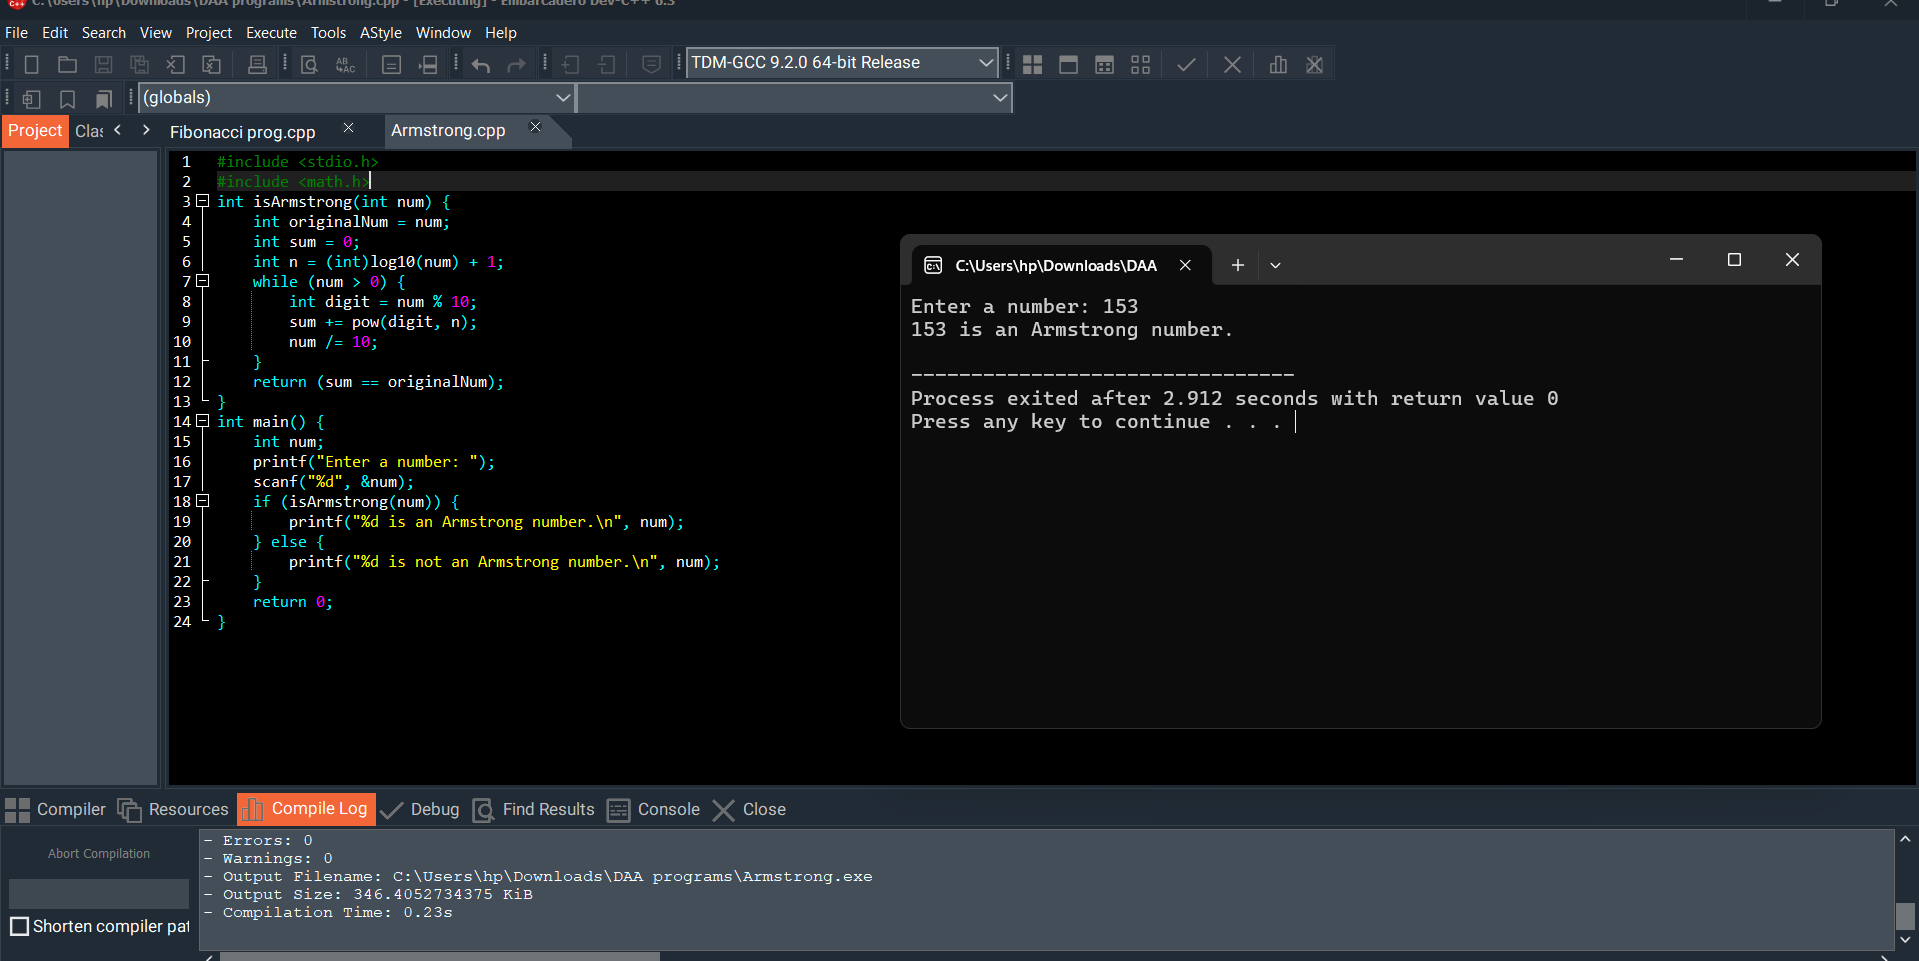 C:\Users\hp\Downloads\DAA programs\Armstrong.cpp - [Executing] - Embarcadero Dev-C++ 6.3
File Edit Search View Project Execute Tools AStyle Window Help
TDM-GCC 9.2.0 64-bit Release
(globals)
Project Clas Fibonacci prog.cpp Armstrong.cpp
1 #include <stdio.h>
2 #include <math.h>
3 int isArmstrong(int num) {
4 int originalNum = num;
5 int sum = 0;
6 int n = (int)log10(num) + 1;
7 while (num > 0) {
8 int digit = num % 10;
9 sum += pow(digit, n);
10 num /= 10;
11 }
12 return (sum == originalNum);
13 }
14 int main() {
15 int num;
16 printf("Enter a number: ");
17 scanf("%d", &num);
18 if (isArmstrong(num)) {
19 printf("%d is an Armstrong number.\n", num);
20 } else {
21 printf("%d is not an Armstrong number.\n", num);
22 }
23 return 0;
24 }
C:\Users\hp\Downloads\DAA
Enter a number: 153
153 is an Armstrong number.
--------------------------------
Process exited after 2.912 seconds with return value 0
Press any key to continue . . .
Compiler Resources Compile Log Debug Find Results Console Close
Abort Compilation
Shorten compiler pat
- Errors: 0
- Warnings: 0
- Output Filename: C:\Users\hp\Downloads\DAA programs\Armstrong.exe
- Output Size: 346.4052734375 KiB
- Compilation Time: 0.23s